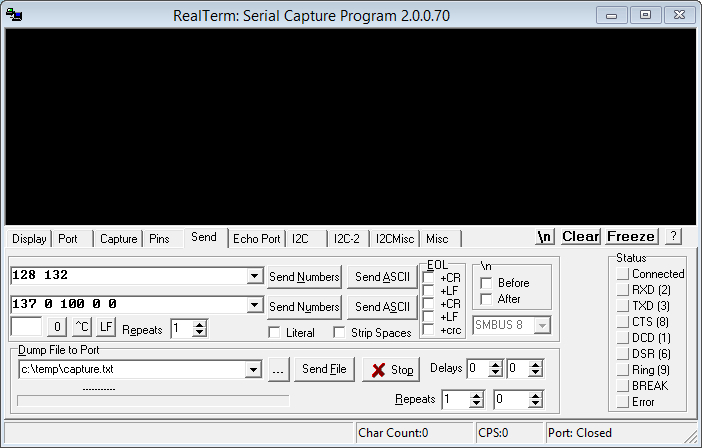 RealTerm: Serial Capture Program 2.0.0.70
Display Port Capture Pins Send Echo Port I2C I2C-2 I2CMisc Misc \n Clear Freeze ?
EOL \n Status
128 132 Send Numbers Send ASCII +CR Before Connected
+LF After RXD (2)
137 0 100 0 0 Send Numbers Send ASCII +CR TXD (3)
+LF CTS (8)
0 ^C LF Repeats 1 Literal Strip Spaces +crc SMBUS 8 DCD (1)
Dump File to Port DSR (6)
c:\temp\capture.txt ... Send File Stop Delays 0 0 Ring (9)
BREAK
Repeats 1 0 Error
Char Count:0 CPS:0 Port: Closed